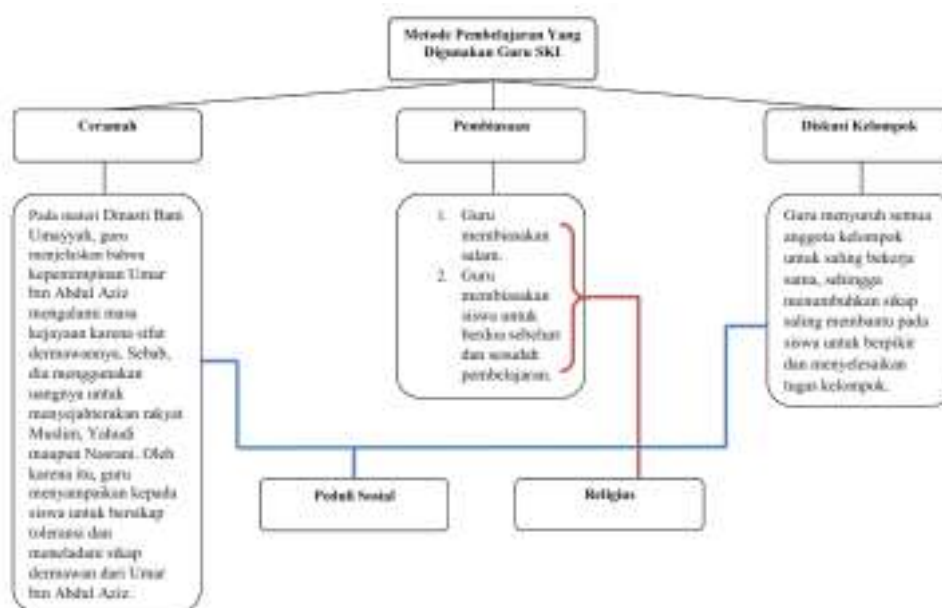 Metode Pembelajaran Yang
Digunakan Guru SKI
Ceramah
Pembiasaan
Diskusi Kelompok
Pada materi Dinasti Bani
Umayyah, guru
menjelaskan bahwa
kepemimpinan Umar
bin Abdul Aziz
mengalami masa
kejayaan karena sifat
dermawannya. Sebab,
dia menggunakan
uangnya untuk
menyejahterakan rakyat
Muslim, Yahudi
maupun Nasrani. Oleh
karena itu, guru
menyampaikan kepada
siswa untuk bersikap
toleransi dan
meneladani sikap
dermawan dari Umar
bin Abdul Aziz.
1. Guru
membiasakan
salam.
2. Guru
membiasakan
siswa untuk
berdoa sebelum
dan sesudah
pembelajaran.
Guru menyuruh semua
anggota kelompok
untuk saling bekerja
sama, sehingga
menumbuhkan sikap
saling membantu pada
siswa untuk berpikir
dan menyelesaikan
tugas kelompok.
Peduli Sosial
Religius